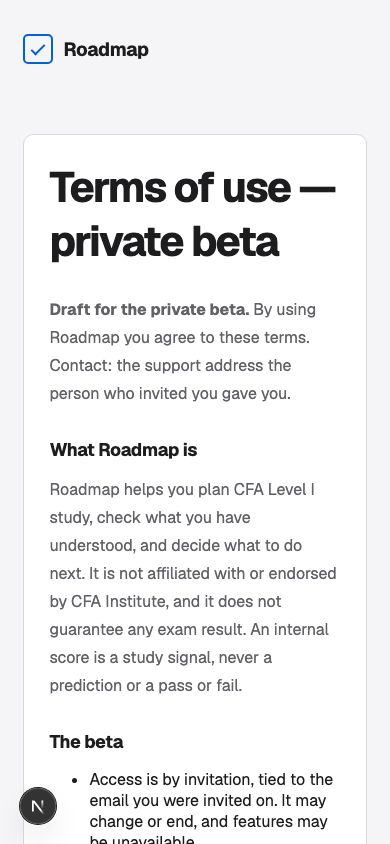 Roadmap
Terms of use —
private beta
Draft for the private beta. By using
Roadmap you agree to these terms.
Contact: the support address the
person who invited you gave you.
What Roadmap is
Roadmap helps you plan CFA Level I
study, check what you have
understood, and decide what to do
next. It is not affiliated with or endorsed
by CFA Institute, and it does not
guarantee any exam result. An internal
score is a study signal, never a
prediction or a pass or fail.
The beta
• Access is by invitation, tied to the
email you were invited on. It may
change or end, and features may
be unavailable
N